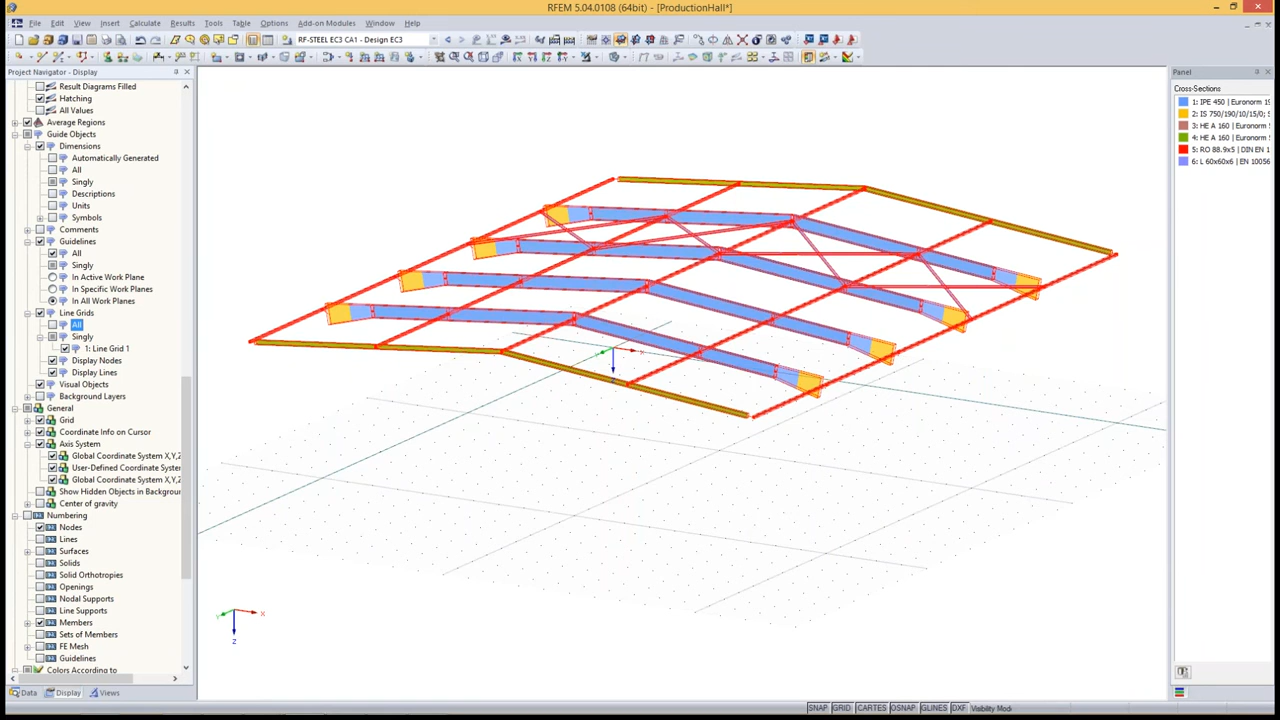 RFEM 5.04.0108 (64bit) - [ProductionHall*]
File Edit View Insert Calculate Results Tools Table Options Add-on Modules Window Help
RF-STEEL EC3 CA1 - Design EC3
Project Navigator - Display
Result Diagrams Filled
Hatching
All Values
Average Regions
Guide Objects
Dimensions
Automatically Generated
All
Singly
Descriptions
Units
Symbols
Comments
Guidelines
All
Singly
In Active Work Plane
In Specific Work Planes
In All Work Planes
Line Grids
All
Singly
1: Line Grid 1
Display Nodes
Display Lines
Visual Objects
Background Layers
General
Grid
Coordinate Info on Cursor
Axis System
Global Coordinate System X,Y,Z
User-Defined Coordinate System
Global Coordinate System X,Y,Z
Show Hidden Objects in Backgrour
Center of gravity
Numbering
Nodes
Lines
Surfaces
Solids
Solid Orthotropies
Openings
Nodal Supports
Line Supports
Members
Sets of Members
FE Mesh
Guidelines
Colors According to
Data Display Views
X
X
Y
Z
Panel
Cross-Sections
1: IPE 450 | Euronorm 19
2: IS 750/190/10/15/0; S
3: HE A 160 | Euronorm 5
4: HE A 160 | Euronorm 5
5: RO 88.9x5 | DIN EN 1
6: L 60x60x6 | EN 10056
SNAP GRID CARTES OSNAP GLINES DXF Visibility Mode